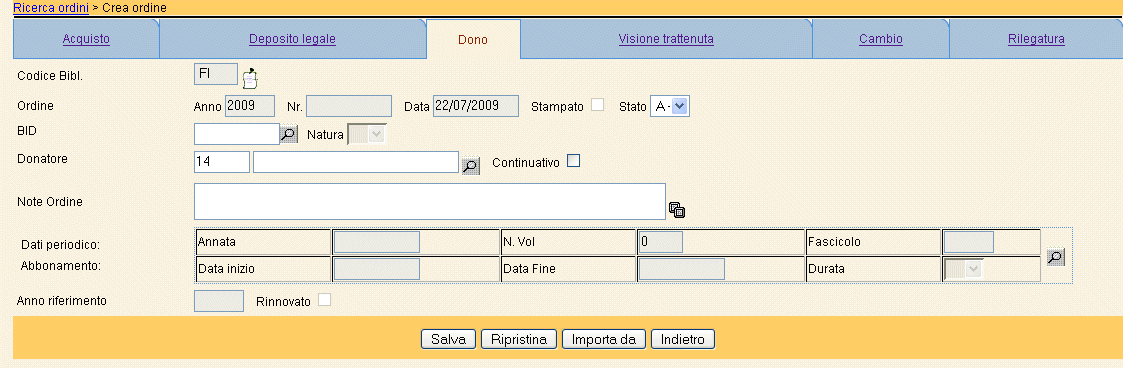 Ricerca ordini > Crea ordine
Acquisto Deposito legale Dono Visione trattenuta Cambio Rilegatura
Codice Bibl. FI
Ordine Anno 2009 Nr. Data 22/07/2009 Stampato Stato A -
BID Natura
Donatore 14 Continuativo
Note Ordine
Dati periodico: Annata N. Vol 0 Fascicolo
Abbonamento: Data inizio Data Fine Durata
Anno riferimento Rinnovato
Salva Ripristina Importa da Indietro